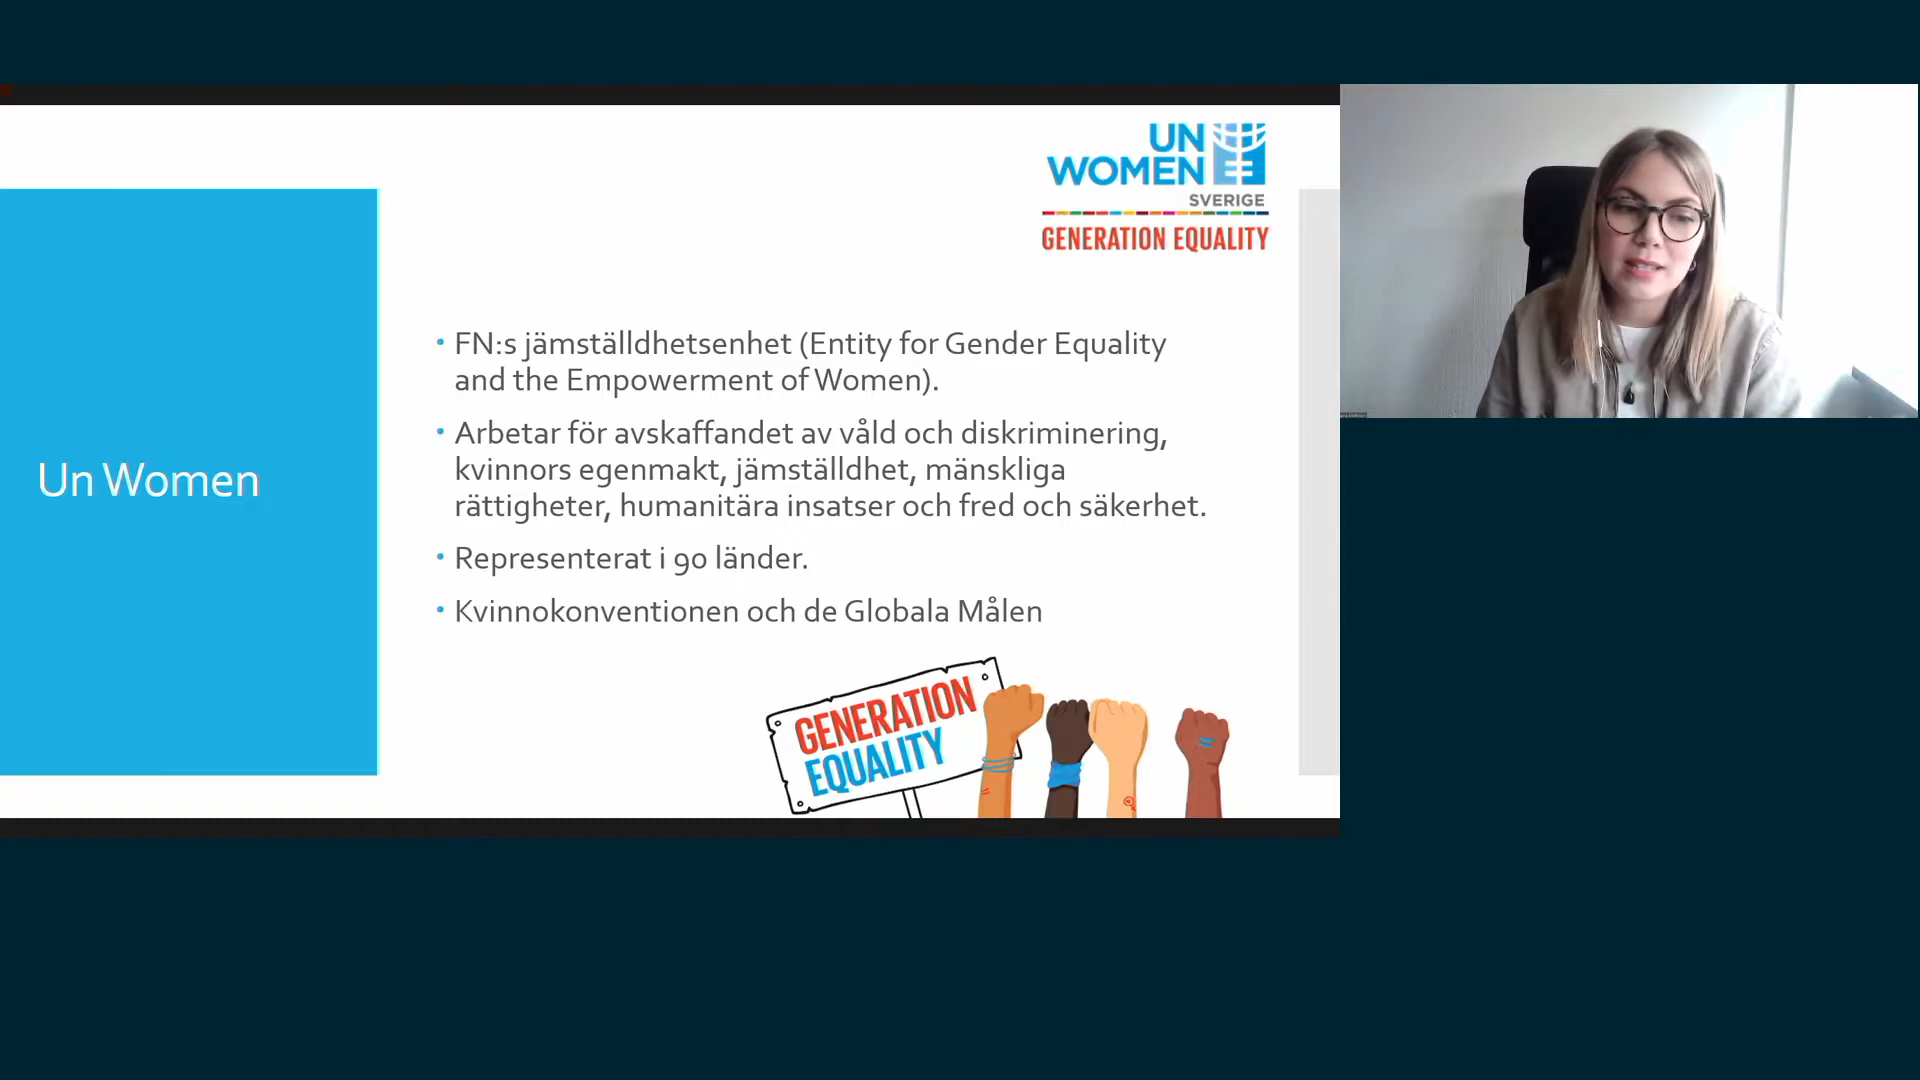 UN
WOMEN
SVERIGE
GENERATION EQUALITY
Un Women
• FN:s jämställdhetsenhet (Entity for Gender Equality
and the Empowerment of Women).
• Arbetar för avskaffandet av våld och diskriminering,
kvinnors egenmakt, jämställdhet, mänskliga
rättigheter, humanitära insatser och fred och säkerhet.
• Representerat i 90 länder.
• Kvinnokonventionen och de Globala Målen
GENERATION
EQUALITY